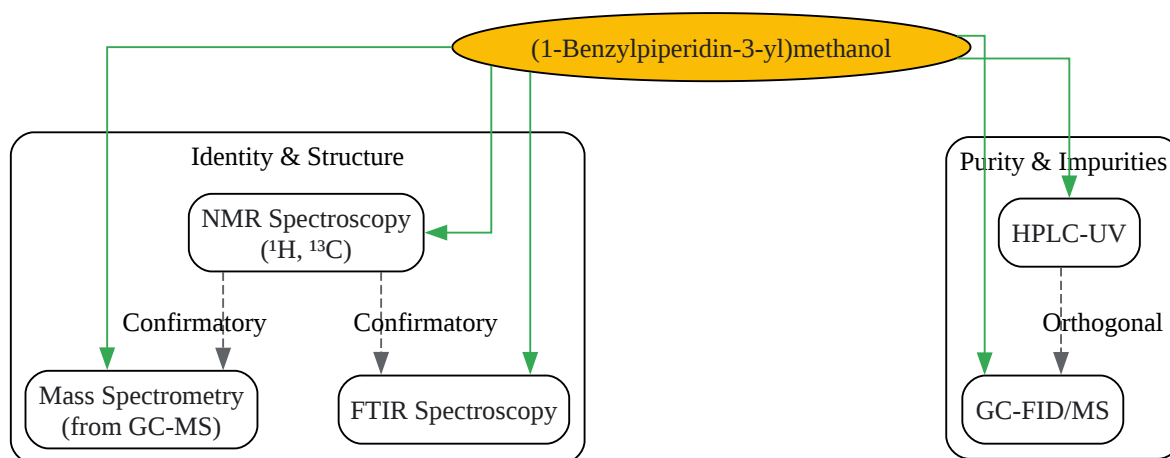 (1-Benzylpiperidin-3-yl)methanol
Identity & Structure
NMR Spectroscopy
(¹H, ¹³C)
Confirmatory
Confirmatory
Mass Spectrometry
(from GC-MS)
FTIR Spectroscopy
Purity & Impurities
HPLC-UV
Orthogonal
GC-FID/MS